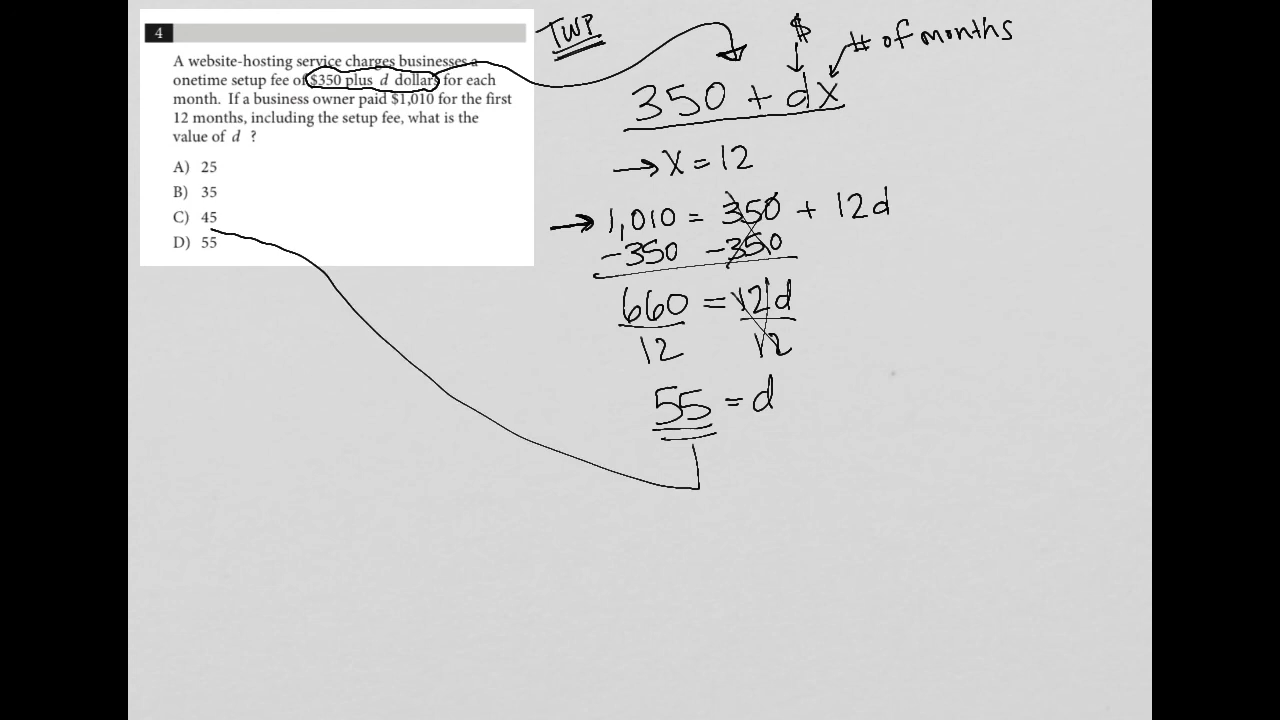 4
A website-hosting service charges businesses a
onetime setup fee of $350 plus d dollars for each
month. If a business owner paid $1,010 for the first
12 months, including the setup fee, what is the
value of d ?
A) 25
B) 35
C) 45
D) 55
TWP
$
# of months
350 + dx
→ x = 12
→ 1,010 = 350 + 12d
-350 -350
660 = 12d
12 12
55 = d